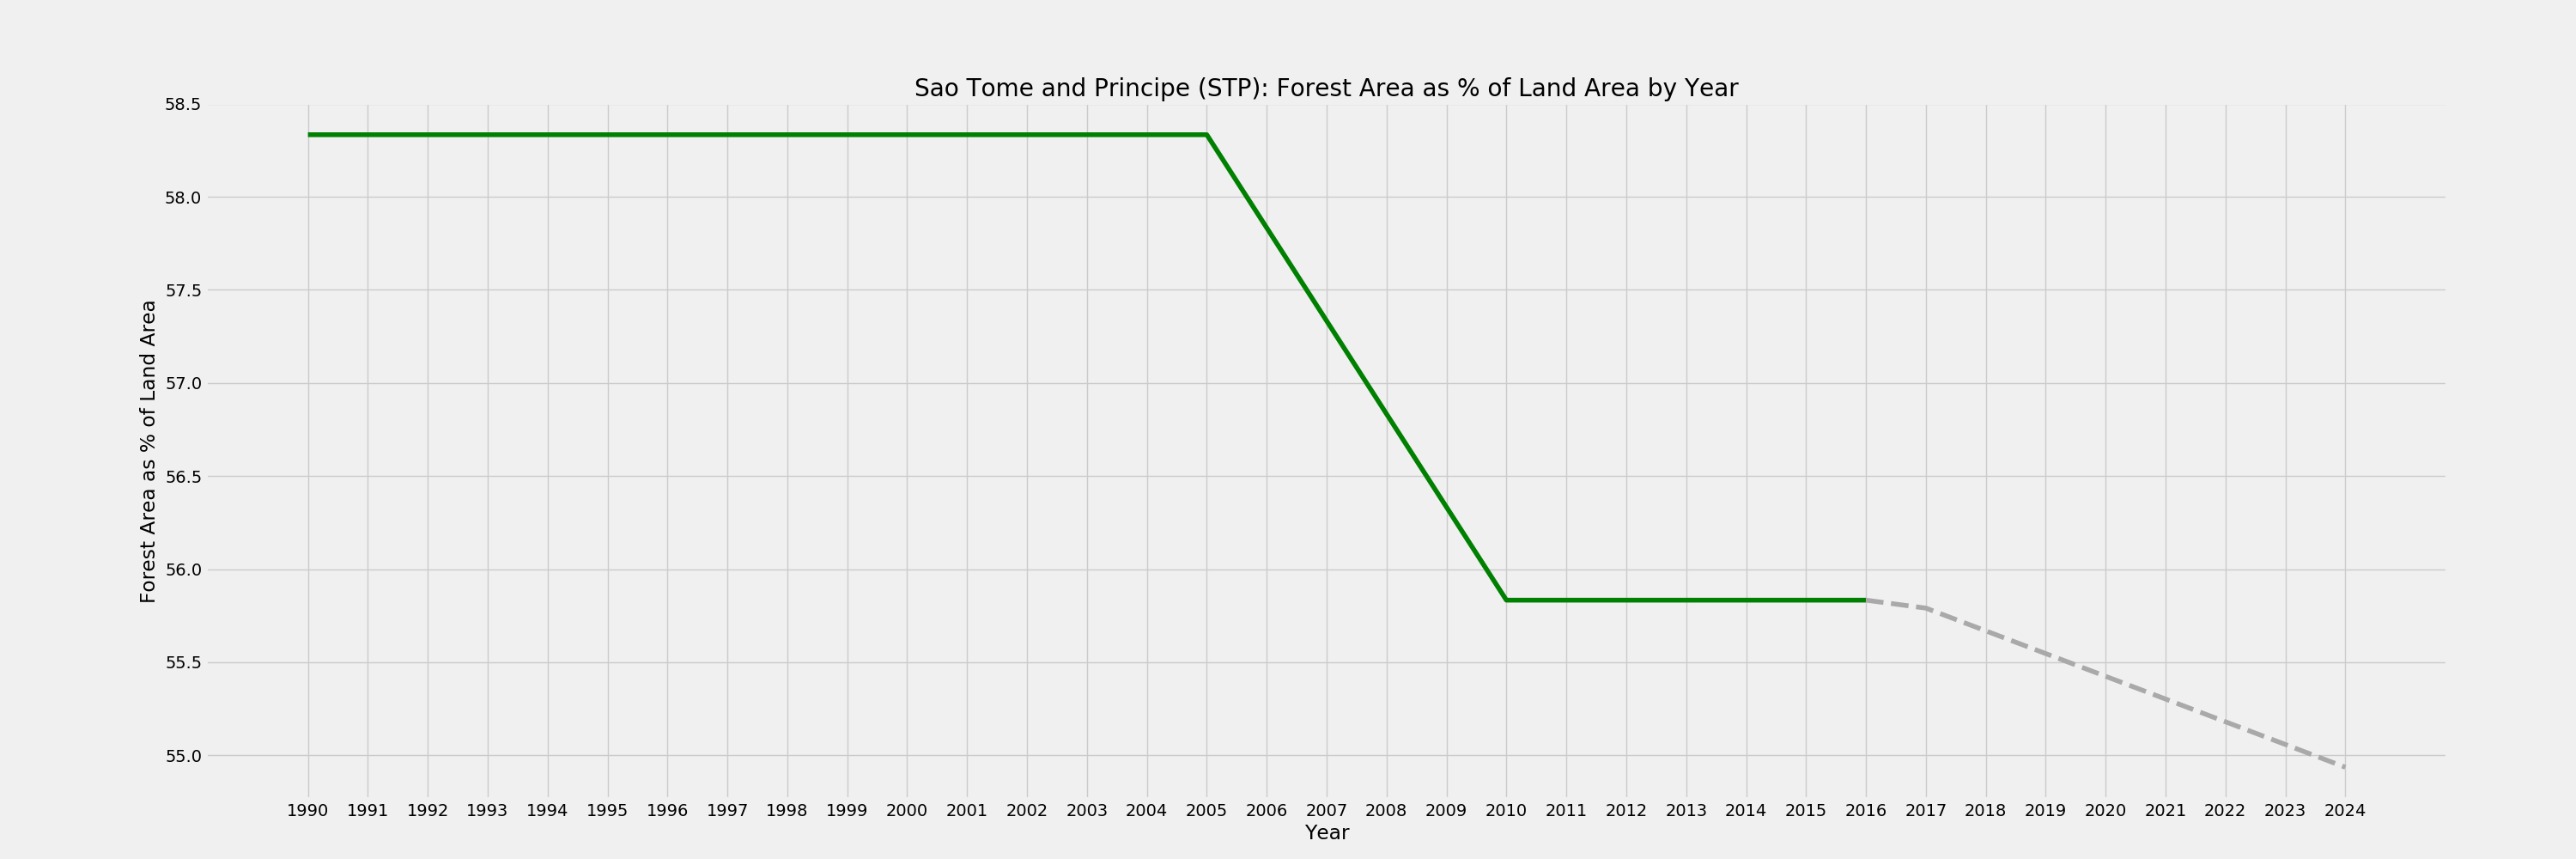 Sao Tome and Principe (STP): Forest Area as % of Land Area by Year
Forest Area as % of Land Area
58.5
58.0
57.5
57.0
56.5
56.0
55.5
55.0
1990 1991 1992 1993 1994 1995 1996 1997 1998 1999 2000 2001 2002 2003 2004 2005 2006 2007 2008 2009 2010 2011 2012 2013 2014 2015 2016 2017 2018 2019 2020 2021 2022 2023 2024
Year